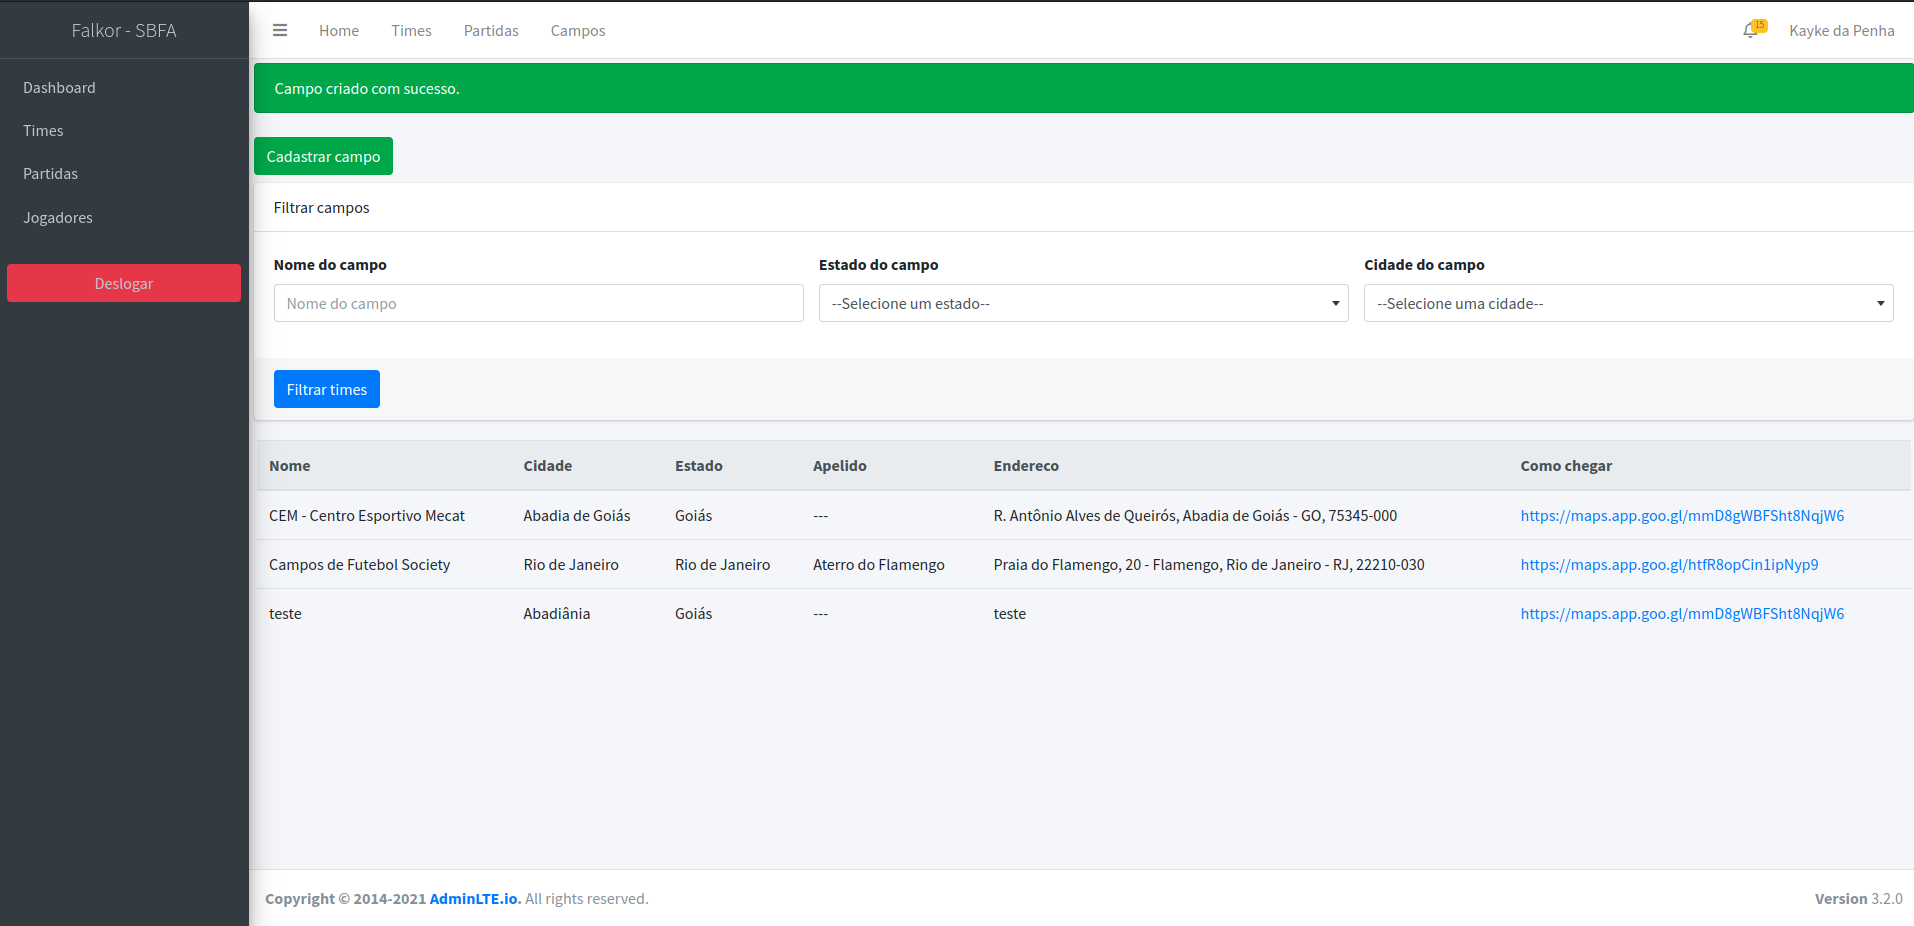 Falkor - SBFA
Home Times Partidas Campos 15 Kayke da Penha
Dashboard
Times
Partidas
Jogadores
Deslogar
Campo criado com sucesso.
Cadastrar campo
Filtrar campos
Nome do campo Estado do campo Cidade do campo
Nome do campo --Selecione um estado-- --Selecione uma cidade--
Filtrar times
Nome Cidade Estado Apelido Endereco Como chegar
CEM - Centro Esportivo Mecat Abadia de Goiás Goiás --- R. Antônio Alves de Queirós, Abadia de Goiás - GO, 75345-000 https://maps.app.goo.gl/mmD8gWBFSht8NqjW6
Campos de Futebol Society Rio de Janeiro Rio de Janeiro Aterro do Flamengo Praia do Flamengo, 20 - Flamengo, Rio de Janeiro - RJ, 22210-030 https://maps.app.goo.gl/htfR8opCin1ipNyp9
teste Abadiânia Goiás --- teste https://maps.app.goo.gl/mmD8gWBFSht8NqjW6
Copyright © 2014-2021 AdminLTE.io. All rights reserved. Version 3.2.0